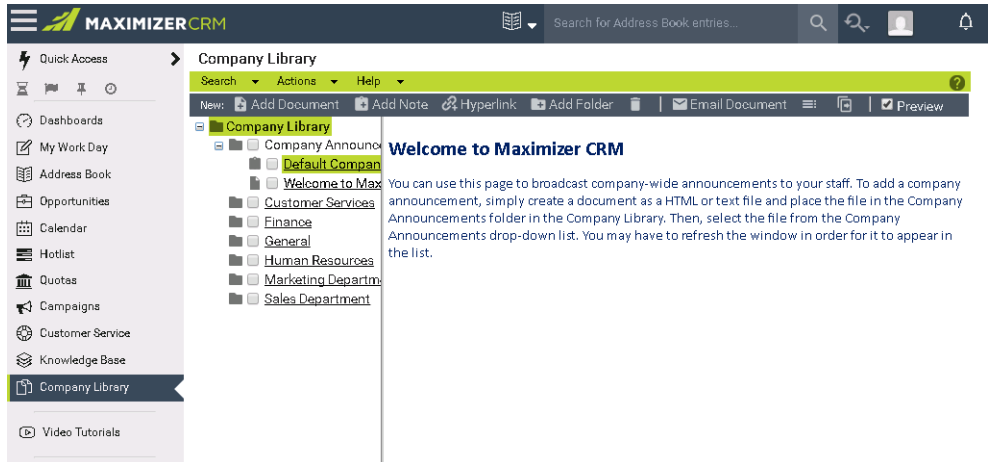 MAXIMIZERCRM
Search for Address Book entries...
Quick Access
Company Library
Search Actions Help
?
New: Add Document Add Note Hyperlink Add Folder Email Document Preview
Dashboards
My Work Day
Address Book
Opportunities
Calendar
Hotlist
Quotas
Campaigns
Customer Service
Knowledge Base
Company Library
Video Tutorials
Company Library
Company Announc
Default Compan
Welcome to Max
Customer Services
Finance
General
Human Resources
Marketing Departm
Sales Department
Welcome to Maximizer CRM
You can use this page to broadcast company-wide announcements to your staff. To add a company
announcement, simply create a document as a HTML or text file and place the file in the Company
Announcements folder in the Company Library. Then, select the file from the Company
Announcements drop-down list. You may have to refresh the window in order for it to appear in
the list.